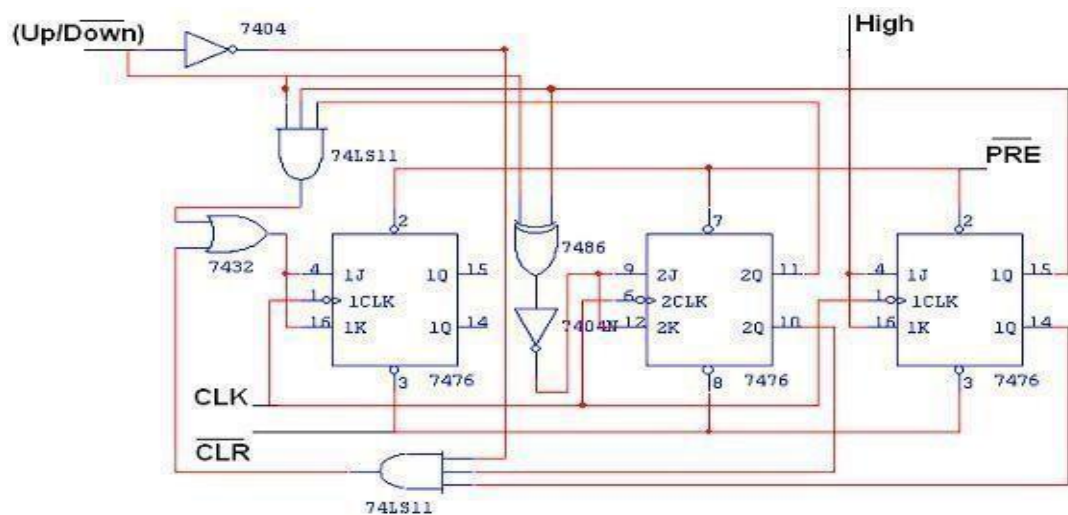 (Up/Down)
7404
High
74LS11
PRE
7432
7486
7404N
2
4 1J 1Q 15
1 1CLK
16 1K 1Q 14
3 7476
7
9 2J 2Q 11
6 2CLK
12 2K 2Q 10
8 7476
2
4 1J 1Q 15
1 1CLK
16 1K 1Q 14
3 7476
CLK
CLR
74LS11